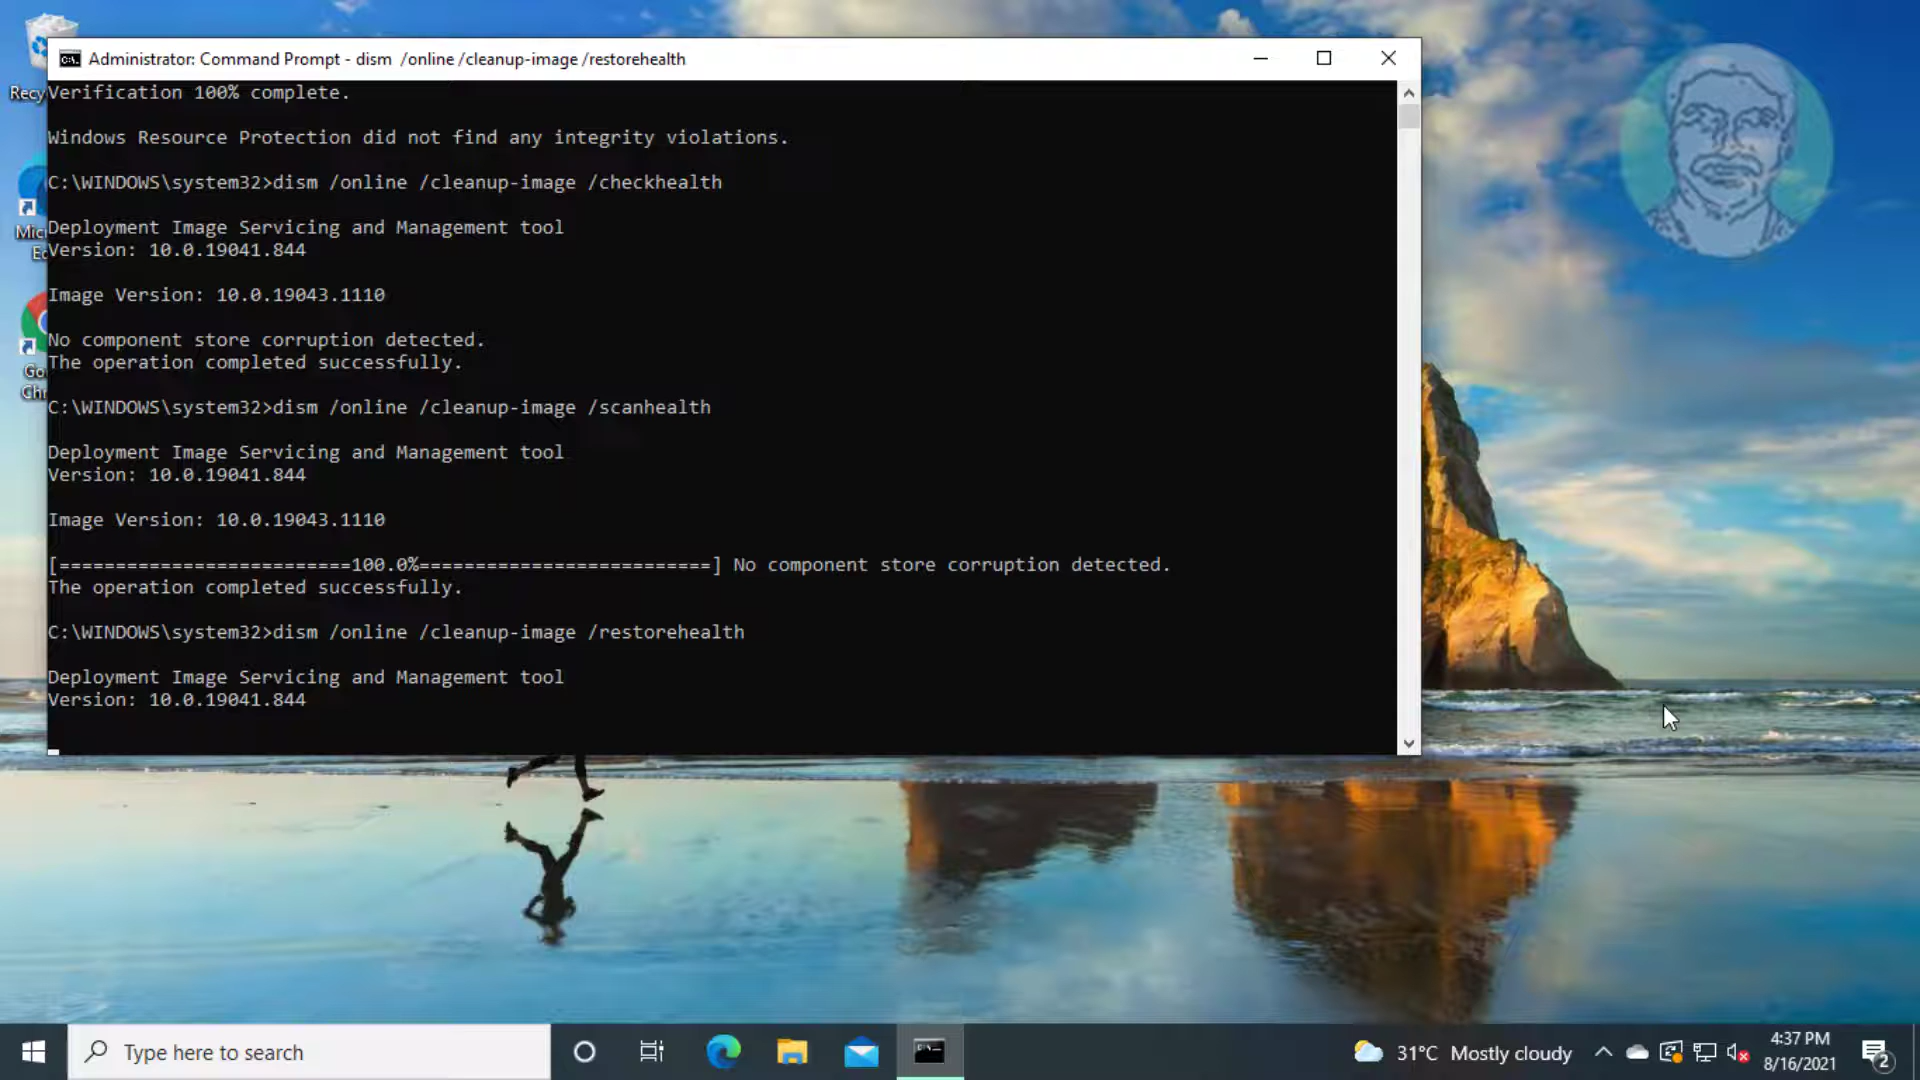 Administrator: Command Prompt - dism  /online /cleanup-image /restorehealth
Recy
Verification 100% complete.
Windows Resource Protection did not find any integrity violations.
C:\WINDOWS\system32>dism /online /cleanup-image /checkhealth
Deployment Image Servicing and Management tool
Version: 10.0.19041.844
Image Version: 10.0.19043.1110
No component store corruption detected.
The operation completed successfully.
C:\WINDOWS\system32>dism /online /cleanup-image /scanhealth
Deployment Image Servicing and Management tool
Version: 10.0.19041.844
Image Version: 10.0.19043.1110
[==========================100.0%==========================] No component store corruption detected.
The operation completed successfully.
C:\WINDOWS\system32>dism /online /cleanup-image /restorehealth
Deployment Image Servicing and Management tool
Version: 10.0.19041.844
Mic
Go
Chr
Type here to search
31°C Mostly cloudy
4:37 PM
8/16/2021
2